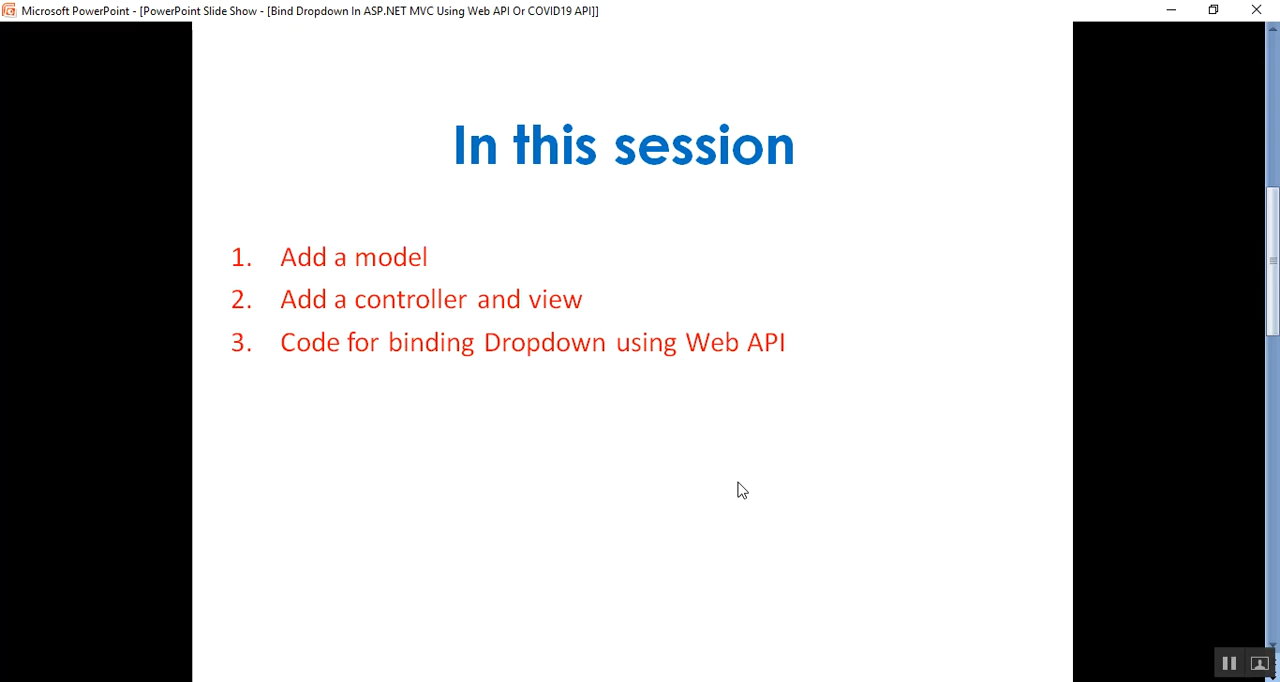 Microsoft PowerPoint - [PowerPoint Slide Show - [Bind Dropdown In ASP.NET MVC Using Web API Or COVID19 API]]
In this session
1. Add a model
2. Add a controller and view
3. Code for binding Dropdown using Web API